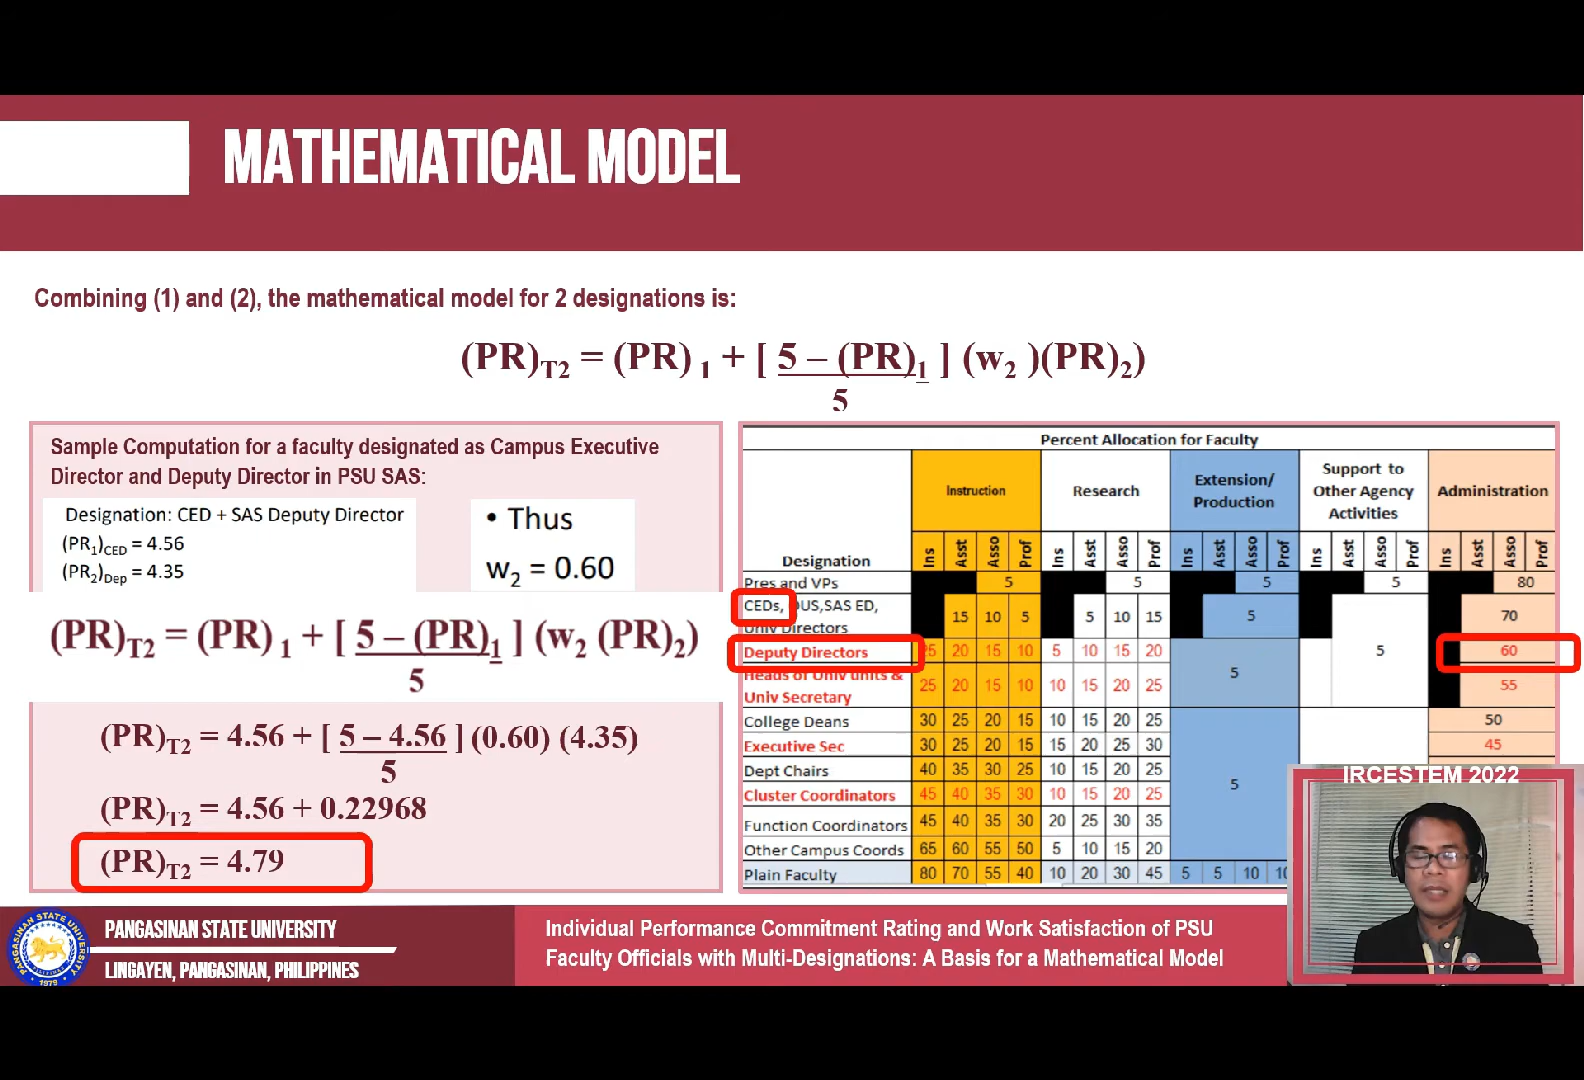 MATHEMATICAL MODEL
Combining (1) and (2), the mathematical model for 2 designations is:
(PR)T2 = (PR) 1 + [ 5 – (PR)1 ] (w2 )(PR)2)
5
Sample Computation for a faculty designated as Campus Executive
Director and Deputy Director in PSU SAS:
Designation: CED + SAS Deputy Director
(PR1)CED = 4.56
(PR2)Dep = 4.35
• Thus
w2 = 0.60
(PR)T2 = (PR) 1 + [ 5 – (PR)1 ] (w2 (PR)2)
5
(PR)T2 = 4.56 + [ 5 – 4.56 ] (0.60) (4.35)
5
(PR)T2 = 4.56 + 0.22968
(PR)T2 = 4.79
Percent Allocation for Faculty
Designation Instruction Research Extension/ Production Support to Other Agency Activities Administration
Ins Asst Asso Prof Ins Asst Asso Prof Ins Asst Asso Prof Ins Asst Asso Prof Ins Asst Asso Prof
Pres and VPs 5 5 5 5 80
CEDs, OUS,SAS ED, Univ Directors 15 10 5 5 10 15 5 70
Deputy Directors 20 15 10 5 10 15 20 5 5 60
Heads of Univ units & Univ Secretary 25 20 15 10 10 15 20 25 55
College Deans 30 25 20 15 10 15 20 25 50
Executive Sec 30 25 20 15 15 20 25 30 45
Dept Chairs 40 35 30 25 10 15 20 25 5
Cluster Coordinators 45 40 35 30 10 15 20 25
Function Coordinators 45 40 35 30 20 25 30 35
Other Campus Coords 65 60 55 50 5 10 15 20
Plain Faculty 80 70 55 40 10 20 30 45 5 5 10
IRCESTEM 2022
PANGASINAN STATE UNIVERSITY
LINGAYEN, PANGASINAN, PHILIPPINES
PANGASINAN STATE UNIVERSITY
1979
Individual Performance Commitment Rating and Work Satisfaction of PSU
Faculty Officials with Multi-Designations: A Basis for a Mathematical Model